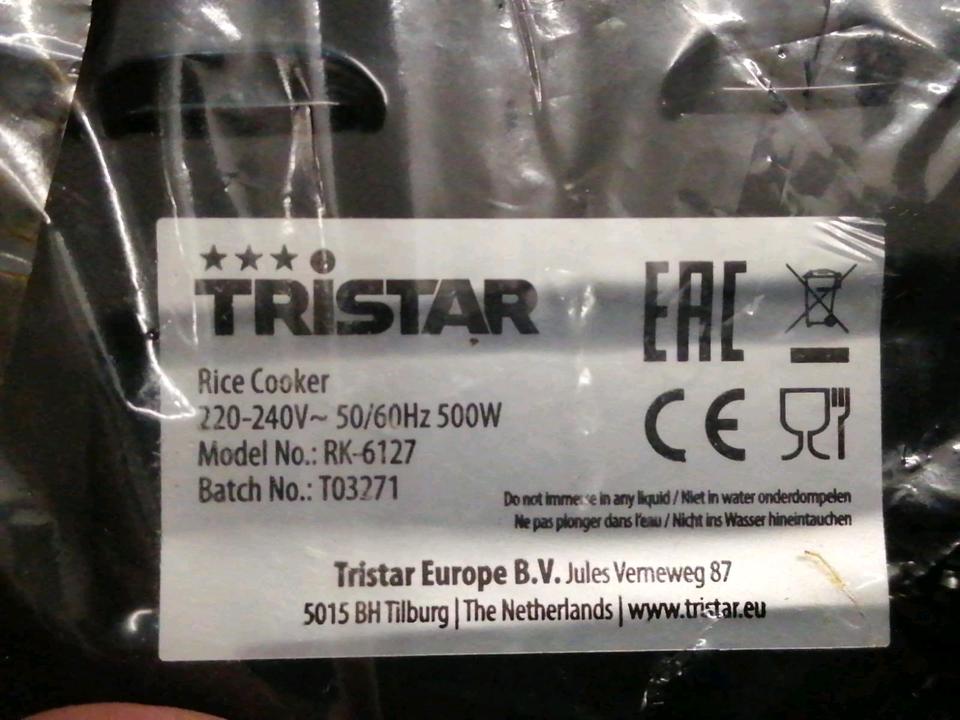 TRiSTAR
Rice Cooker
220-240V~ 50/60Hz 500W
Model No.: RK-6127
Batch No.: T03271
EAC
CE
Do not immerse in any liquid / Niet in water onderdompelen
Ne pas plonger dans l'eau / Nicht ins Wasser hineintauchen
Tristar Europe B.V. Jules Verneweg 87
5015 BH Tilburg | The Netherlands | www.tristar.eu